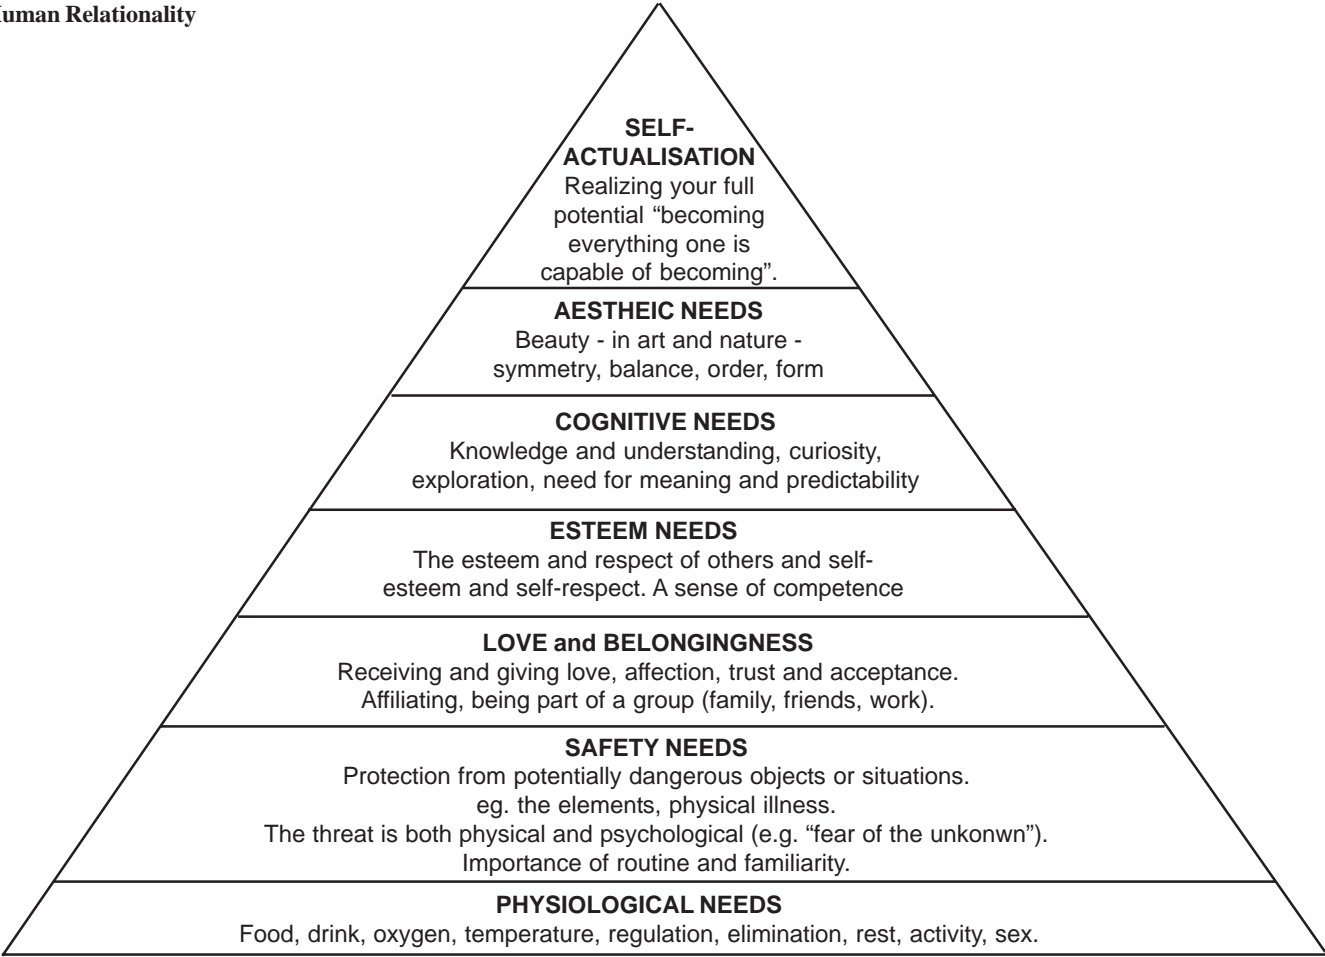 Human Relationality
SELF-
ACTUALISATION
Realizing your full
potential “becoming
everything one is
capable of becoming”.
AESTHEIC NEEDS
Beauty - in art and nature -
symmetry, balance, order, form
COGNITIVE NEEDS
Knowledge and understanding, curiosity,
exploration, need for meaning and predictability
ESTEEM NEEDS
The esteem and respect of others and self-
esteem and self-respect. A sense of competence
LOVE and BELONGINGNESS
Receiving and giving love, affection, trust and acceptance.
Affiliating, being part of a group (family, friends, work).
SAFETY NEEDS
Protection from potentially dangerous objects or situations.
eg. the elements, physical illness.
The threat is both physical and psychological (e.g. “fear of the unkonwn”).
Importance of routine and familiarity.
PHYSIOLOGICAL NEEDS
Food, drink, oxygen, temperature, regulation, elimination, rest, activity, sex.